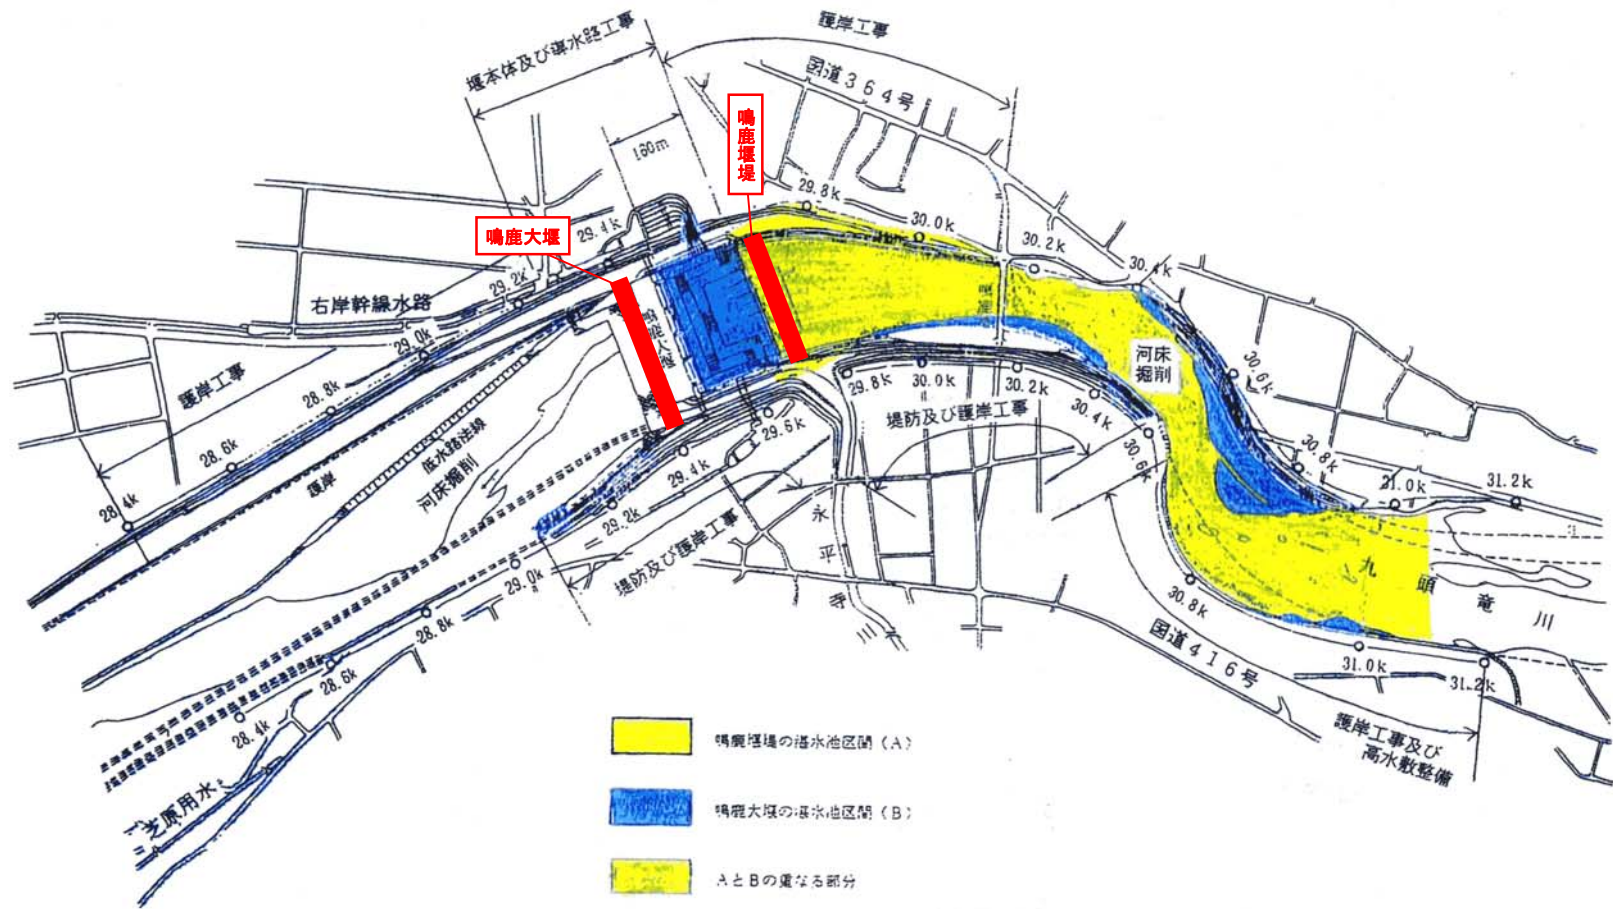 護岸工事
堰本体及び導水路工事
国道364号
160m
鳴鹿堰堤
鳴鹿大堰
29.8k
30.0k
30.2k
30.4k
30.6k
30.8k
31.0k
31.2k
29.4k
29.2k
29.0k
28.8k
28.6k
28.4k
右岸幹線水路
護岸工事
護岸
低水路法線
河床掘削
鳴鹿大堰
河床
掘削
29.8k
30.0k
30.2k
30.4k
30.6k
30.8k
31.0k
31.2k
堤防及び護岸工事
29.6k
29.4k
29.2k
29.0k
28.8k
28.6k
28.4k
堤防及び護岸工事
永平寺川
九頭竜川
国道416号
護岸工事及び
高水敷整備
芝原用水
鳴鹿堰堤の湛水池区間(A)
鳴鹿大堰の湛水池区間(B)
AとBの重なる部分